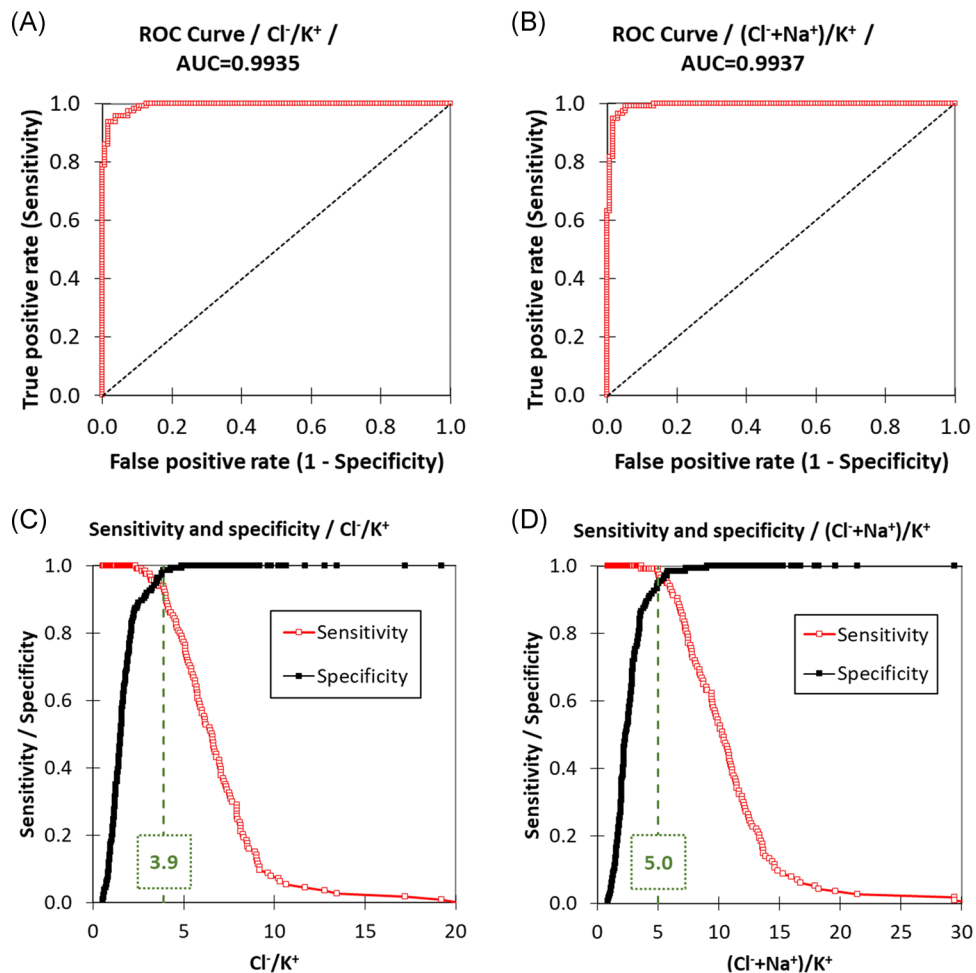 (A)
ROC Curve / Cl⁻/K⁺ /
AUC=0.9935
True positive rate (Sensitivity)
1.0
0.8
0.6
0.4
0.2
0.0
0.0 0.2 0.4 0.6 0.8 1.0
False positive rate (1 - Specificity)
(B)
ROC Curve / (Cl⁻+Na⁺)/K⁺ /
AUC=0.9937
True positive rate (Sensitivity)
1.0
0.8
0.6
0.4
0.2
0.0
0.0 0.2 0.4 0.6 0.8 1.0
False positive rate (1 - Specificity)
(C)
Sensitivity and specificity / Cl⁻/K⁺
Sensitivity / Specificity
1.0
0.8
0.6
0.4
0.2
0.0
Sensitivity
Specificity
3.9
0 5 10 15 20
Cl⁻/K⁺
(D)
Sensitivity and specificity / (Cl⁻+Na⁺)/K⁺
Sensitivity / Specificity
1.0
0.8
0.6
0.4
0.2
0.0
Sensitivity
Specificity
5.0
0 5 10 15 20 25 30
(Cl⁻+Na⁺)/K⁺